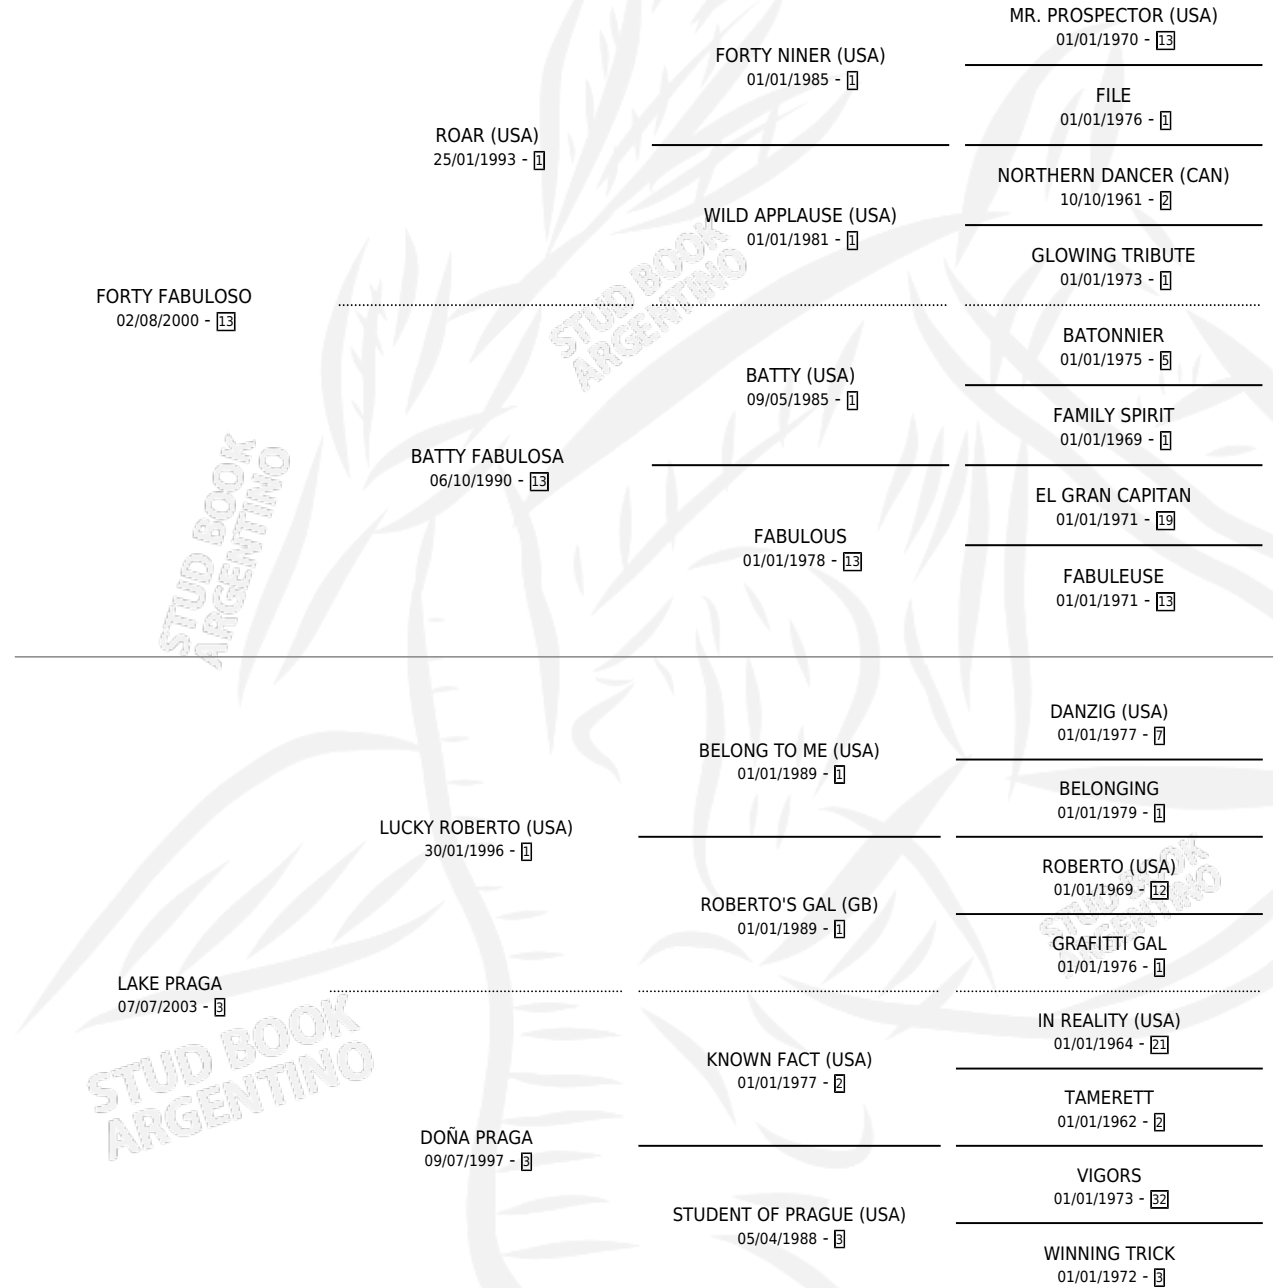 MR. PROSPECTOR (USA)
01/01/1970 - 13
FORTY NINER (USA)
01/01/1985 - 1
FILE
01/01/1976 - 1
ROAR (USA)
25/01/1993 - 1
NORTHERN DANCER (CAN)
10/10/1961 - 2
WILD APPLAUSE (USA)
01/01/1981 - 1
GLOWING TRIBUTE
01/01/1973 - 1
FORTY FABULOSO
02/08/2000 - 13
BATONNIER
01/01/1975 - 5
BATTY (USA)
09/05/1985 - 1
FAMILY SPIRIT
01/01/1969 - 1
BATTY FABULOSA
06/10/1990 - 13
EL GRAN CAPITAN
01/01/1971 - 19
FABULOUS
01/01/1978 - 13
FABULEUSE
01/01/1971 - 13
DANZIG (USA)
01/01/1977 - 7
BELONG TO ME (USA)
01/01/1989 - 1
BELONGING
01/01/1979 - 1
LUCKY ROBERTO (USA)
30/01/1996 - 1
ROBERTO (USA)
01/01/1969 - 12
ROBERTO'S GAL (GB)
01/01/1989 - 1
GRAFITTI GAL
01/01/1976 - 1
LAKE PRAGA
07/07/2003 - 3
IN REALITY (USA)
01/01/1964 - 21
KNOWN FACT (USA)
01/01/1977 - 2
TAMERETT
01/01/1962 - 2
DOÑA PRAGA
09/07/1997 - 3
VIGORS
01/01/1973 - 32
STUDENT OF PRAGUE (USA)
05/04/1988 - 3
WINNING TRICK
01/01/1972 - 3
STUD BOOK
ARGENTINO
STUD BOOK
ARGENTINO
STUD BOOK
ARGENTINO
STUD BOOK
ARGENTINO